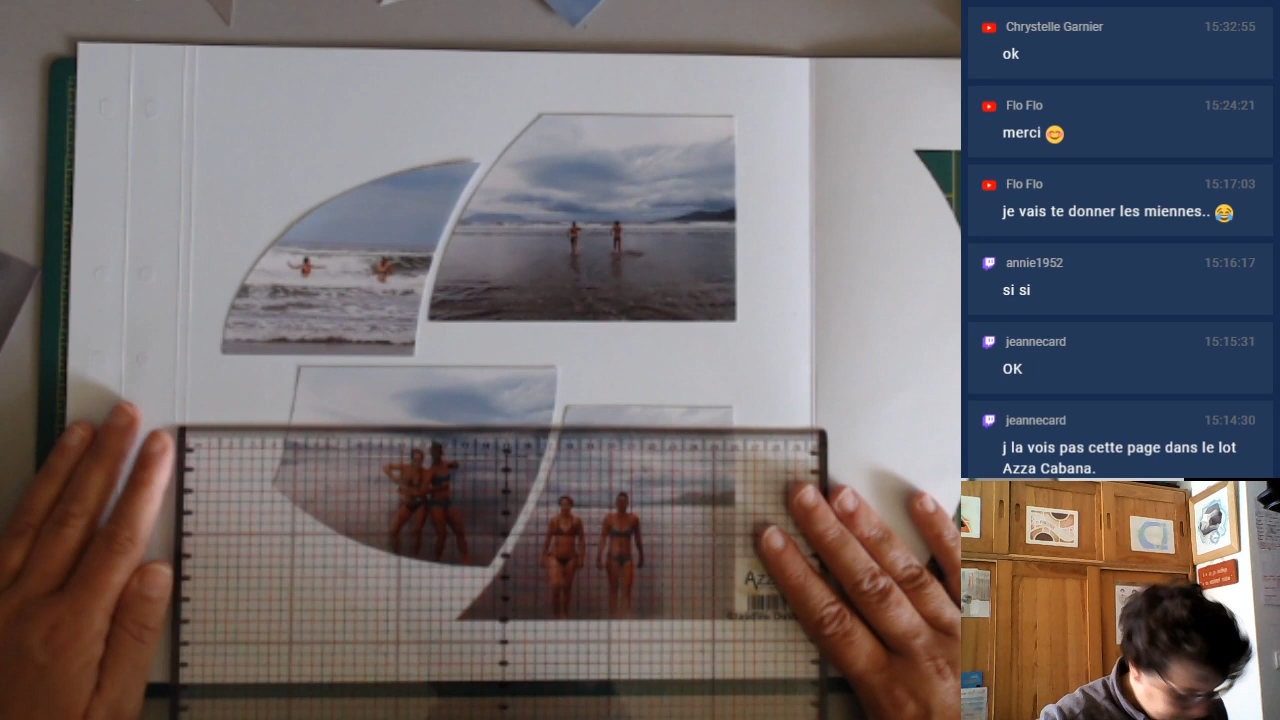 Chrystelle Garnier 15:32:55
ok
Flo Flo 15:24:21
merci 😊
Flo Flo 15:17:03
je vais te donner les miennes.. 😂
annie1952 15:16:17
si si
jeannecard 15:15:31
OK
jeannecard 15:14:30
j la vois pas cette page dans le lot
Azza Cabana.
Azz